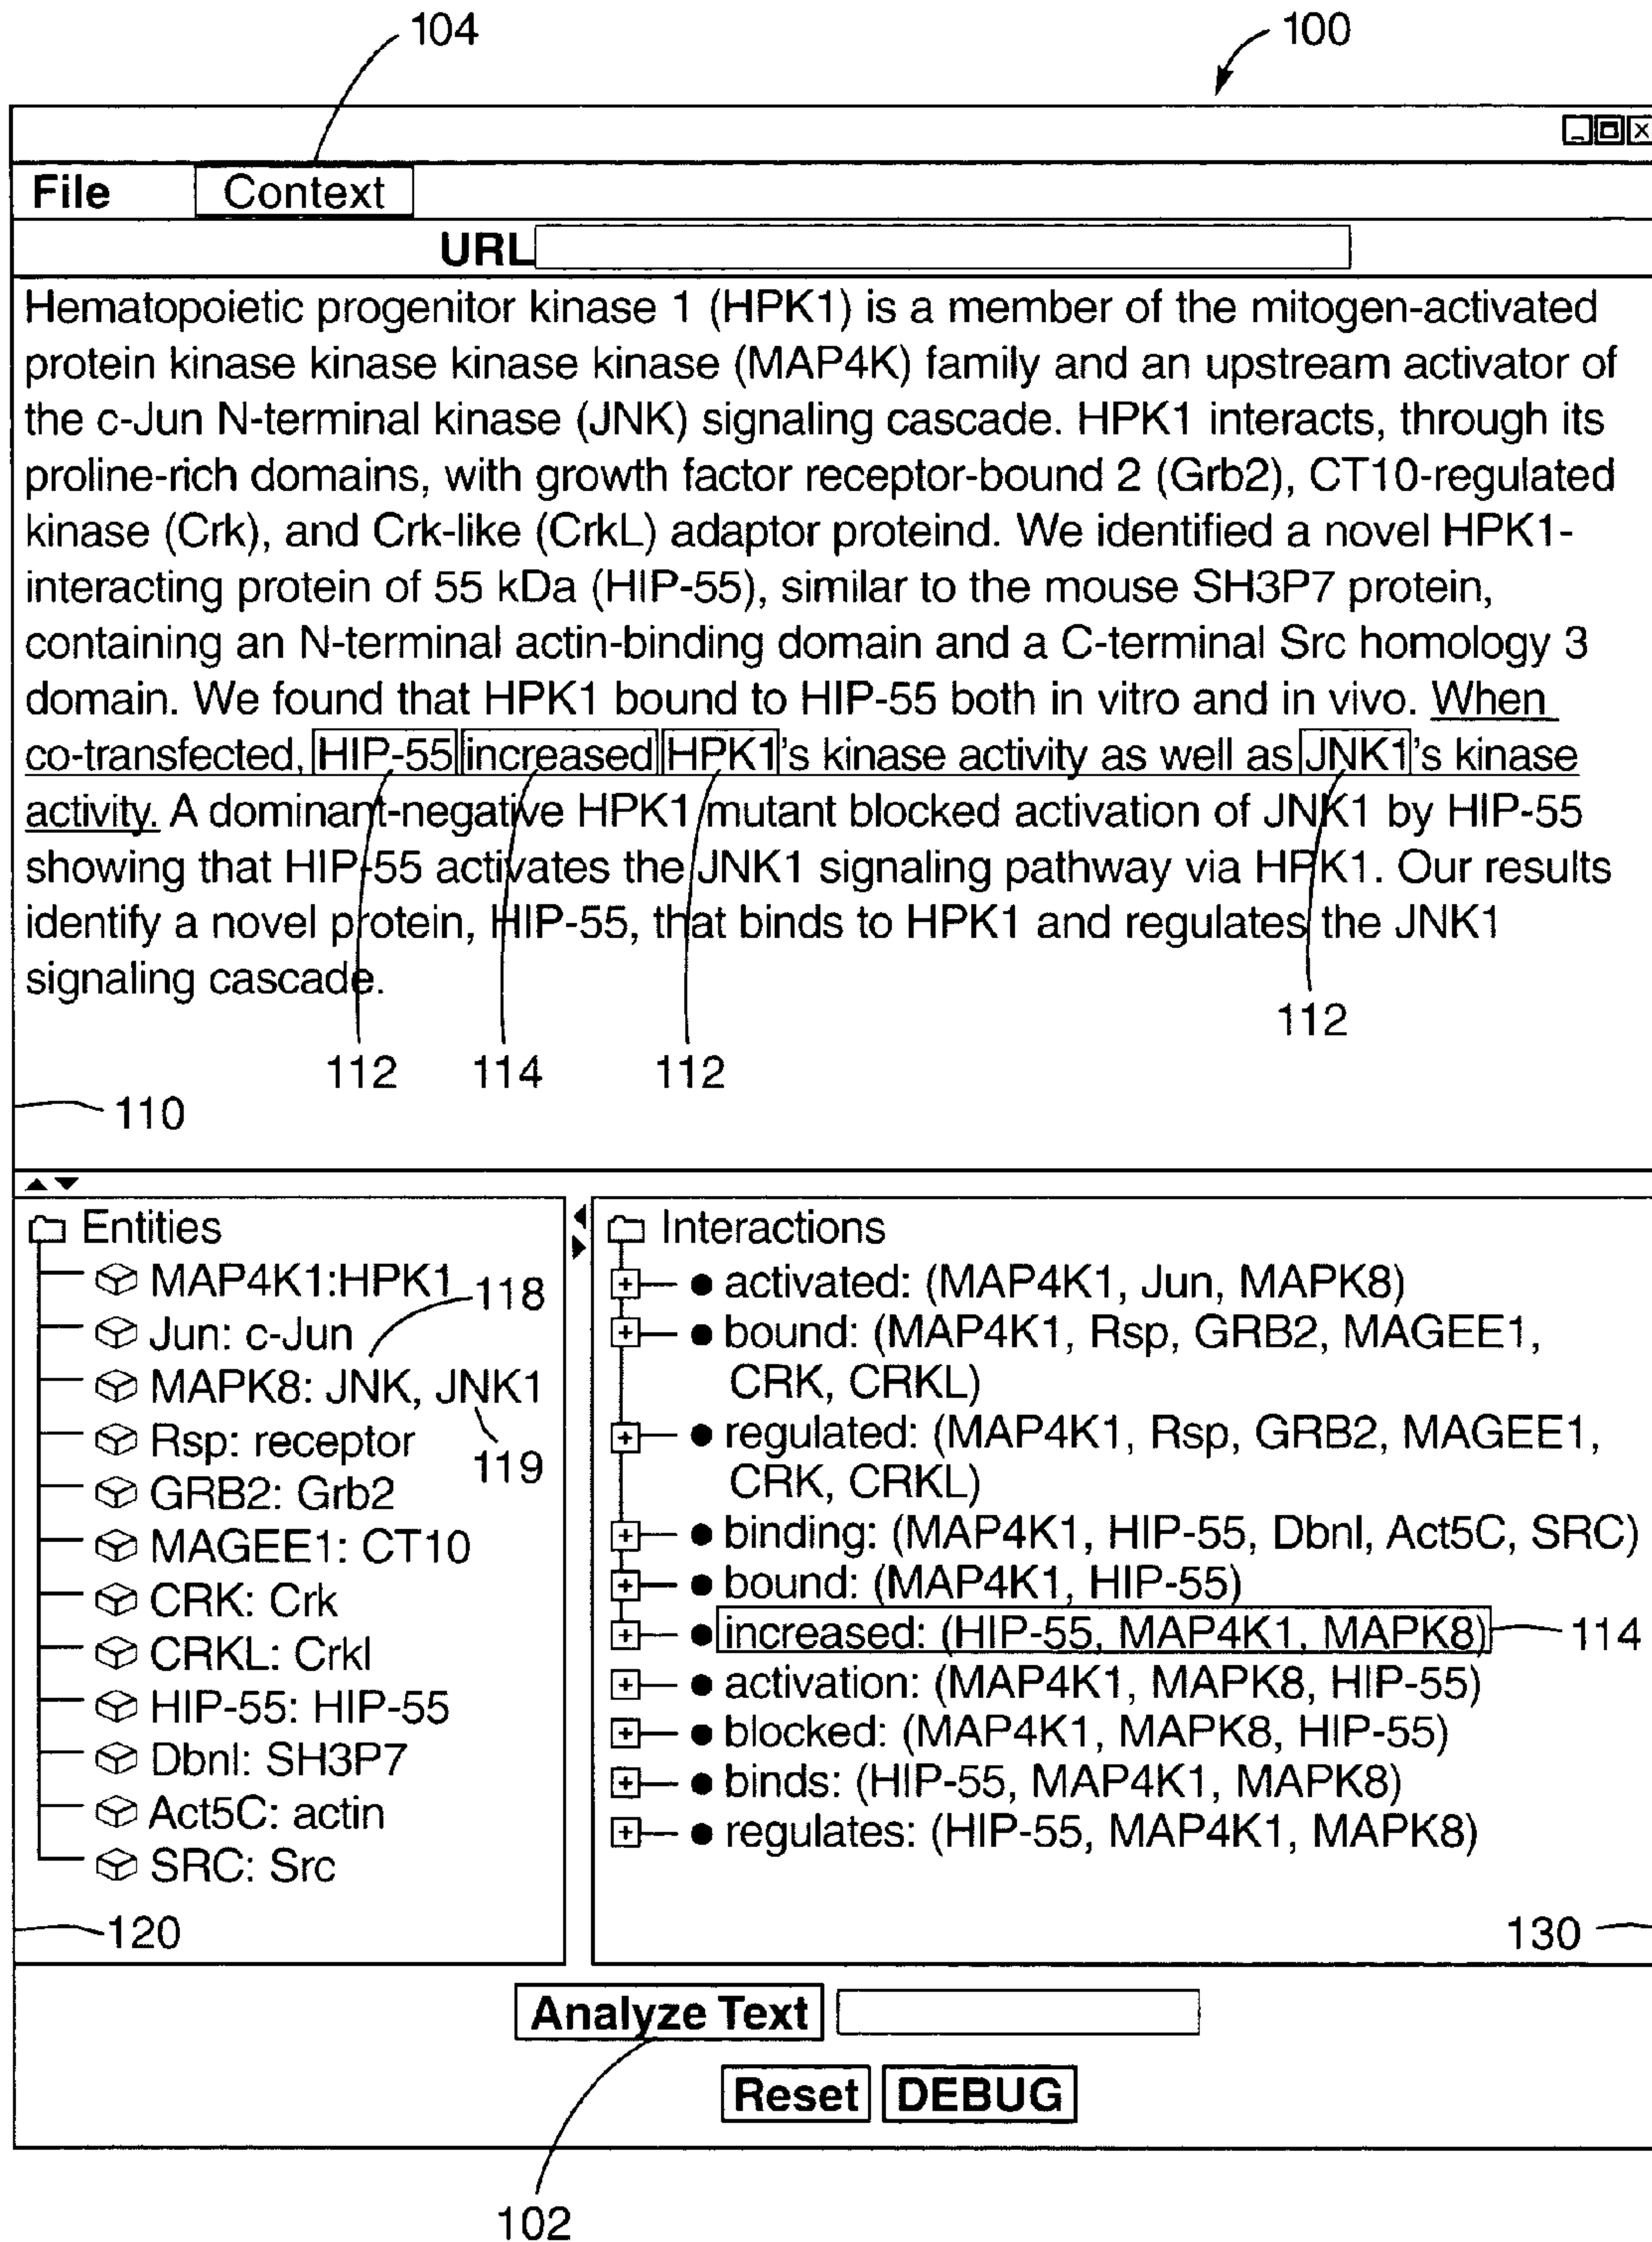 104
100
File Context
URL
Hematopoietic progenitor kinase 1 (HPK1) is a member of the mitogen-activated
protein kinase kinase kinase kinase (MAP4K) family and an upstream activator of
the c-Jun N-terminal kinase (JNK) signaling cascade. HPK1 interacts, through its
proline-rich domains, with growth factor receptor-bound 2 (Grb2), CT10-regulated
kinase (Crk), and Crk-like (CrkL) adaptor proteind. We identified a novel HPK1-
interacting protein of 55 kDa (HIP-55), similar to the mouse SH3P7 protein,
containing an N-terminal actin-binding domain and a C-terminal Src homology 3
domain. We found that HPK1 bound to HIP-55 both in vitro and in vivo. When
co-transfected, HIP-55 increased HPK1's kinase activity as well as JNK1's kinase
activity. A dominant-negative HPK1 mutant blocked activation of JNK1 by HIP-55
showing that HIP-55 activates the JNK1 signaling pathway via HPK1. Our results
identify a novel protein, HIP-55, that binds to HPK1 and regulates the JNK1
signaling cascade.
112
112 114 112
110
Entities
MAP4K1:HPK1
118
Jun: c-Jun
MAPK8: JNK, JNK1
Rsp: receptor
119
GRB2: Grb2
MAGEE1: CT10
CRK: Crk
CRKL: Crkl
HIP-55: HIP-55
Dbnl: SH3P7
Act5C: actin
SRC: Src
120
Interactions
activated: (MAP4K1, Jun, MAPK8)
bound: (MAP4K1, Rsp, GRB2, MAGEE1,
CRK, CRKL)
regulated: (MAP4K1, Rsp, GRB2, MAGEE1,
CRK, CRKL)
binding: (MAP4K1, HIP-55, Dbnl, Act5C, SRC)
bound: (MAP4K1, HIP-55)
increased: (HIP-55, MAP4K1, MAPK8) 114
activation: (MAP4K1, MAPK8, HIP-55)
blocked: (MAP4K1, MAPK8, HIP-55)
binds: (HIP-55, MAP4K1, MAPK8)
regulates: (HIP-55, MAP4K1, MAPK8)
130
Analyze Text
Reset DEBUG
102